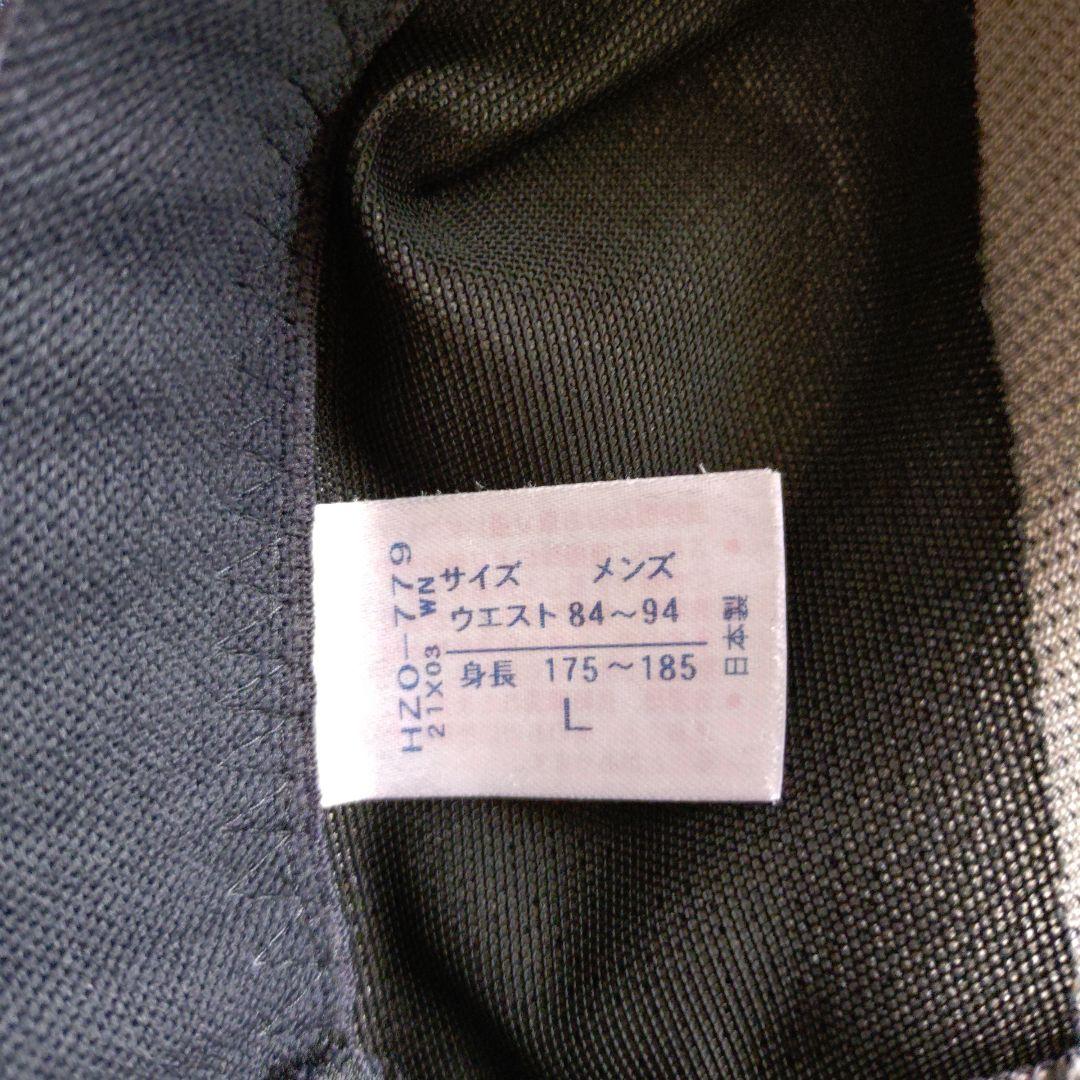 サイズ メンズ
ウエスト 84〜94
身長 175〜185
L
HZO-779
21X03 WN
日本製